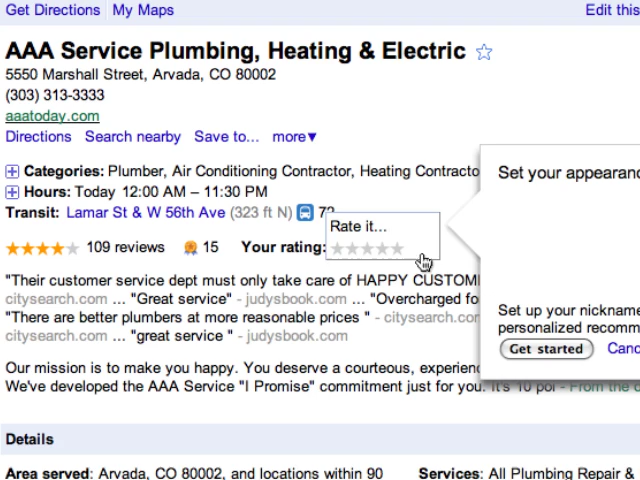 Get Directions My Maps Edit this
AAA Service Plumbing, Heating & Electric
5550 Marshall Street, Arvada, CO 80002
(303) 313-3333
aaatoday.com
Directions Search nearby Save to... more▼
Categories: Plumber, Air Conditioning Contractor, Heating Contracto
Set your appearanc
Hours: Today 12:00 AM – 11:30 PM
Transit: Lamar St & W 56th Ave (323 ft N) 72
Rate it...
109 reviews 15 Your rating:
"Their customer service dept must only take care of HAPPY CUSTOM
citysearch.com ... "Great service" - judysbook.com ... "Overcharged fo
"There are better plumbers at more reasonable prices " - citysearch.cor
citysearch.com ... "great service " - judysbook.com
Set up your nickname
personalized recomm
Get started Canc
Our mission is to make you happy. You deserve a courteous, experienc
We've developed the AAA Service "I Promise" commitment just for you. It's 10 poi - From the o
Details
Area served: Arvada, CO 80002, and locations within 90 Services: All Plumbing Repair &